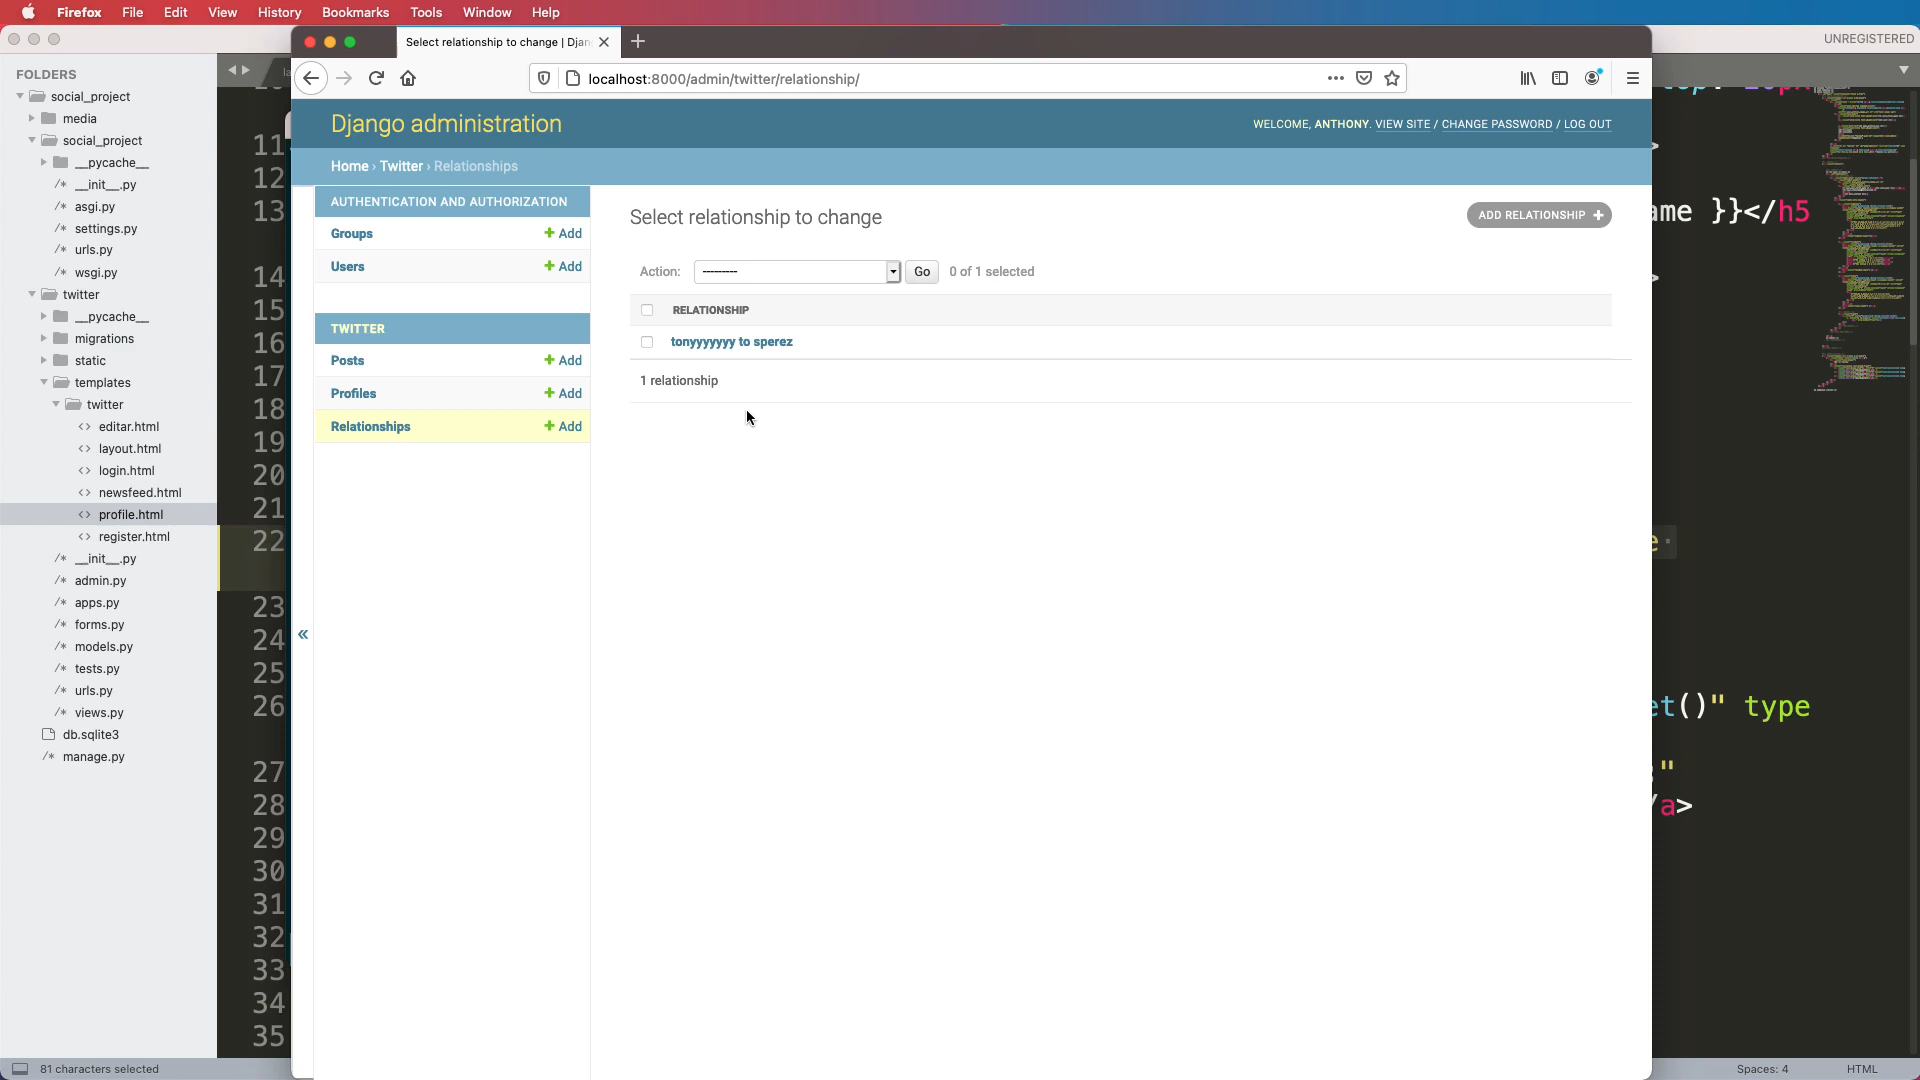 Firefox File Edit View History Bookmarks Tools Window Help
UNREGISTERED
Select relationship to change | Djan
localhost:8000/admin/twitter/relationship/
FOLDERS
social_project
media
social_project
__pycache__
__init__.py
asgi.py
settings.py
urls.py
wsgi.py
twitter
__pycache__
migrations
static
templates
twitter
editar.html
layout.html
login.html
newsfeed.html
profile.html
register.html
__init__.py
admin.py
apps.py
forms.py
models.py
tests.py
urls.py
views.py
db.sqlite3
manage.py
11
12
13
14
15
16
17
18
19
20
21
22
23
24
25
26
27
28
29
30
31
32
33
34
35
Django administration
WELCOME, ANTHONY. VIEW SITE / CHANGE PASSWORD / LOG OUT
Home › Twitter › Relationships
AUTHENTICATION AND AUTHORIZATION
Groups + Add
Users + Add
TWITTER
Posts + Add
Profiles + Add
Relationships + Add
«
Select relationship to change
ADD RELATIONSHIP +
Action: --------- Go 0 of 1 selected
RELATIONSHIP
tonyyyyyyy to sperez
1 relationship
ame }}</h5
et()" type
"
/a>
81 characters selected
Spaces: 4
HTML